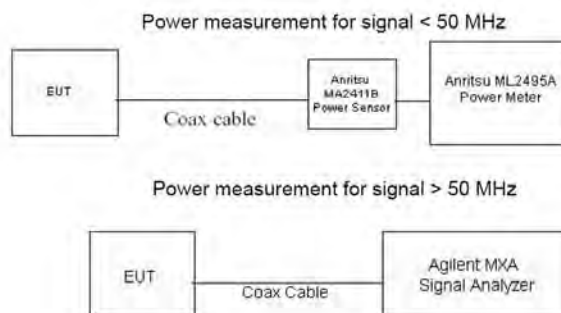 Power measurement for signal < 50 MHz
EUT
Coax cable
Anritsu
MA2411B
Power Sensor
Anritsu ML2495A
Power Meter
Power measurement for signal > 50 MHz
EUT
Coax Cable
Agilent MXA
Signal Analyzer